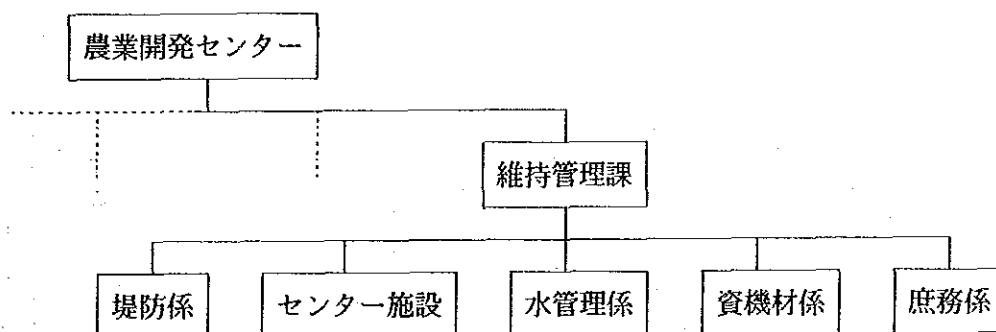 農業開発センター
維持管理課
堤防係
センター施設
水管理係
資機材係
庶務係